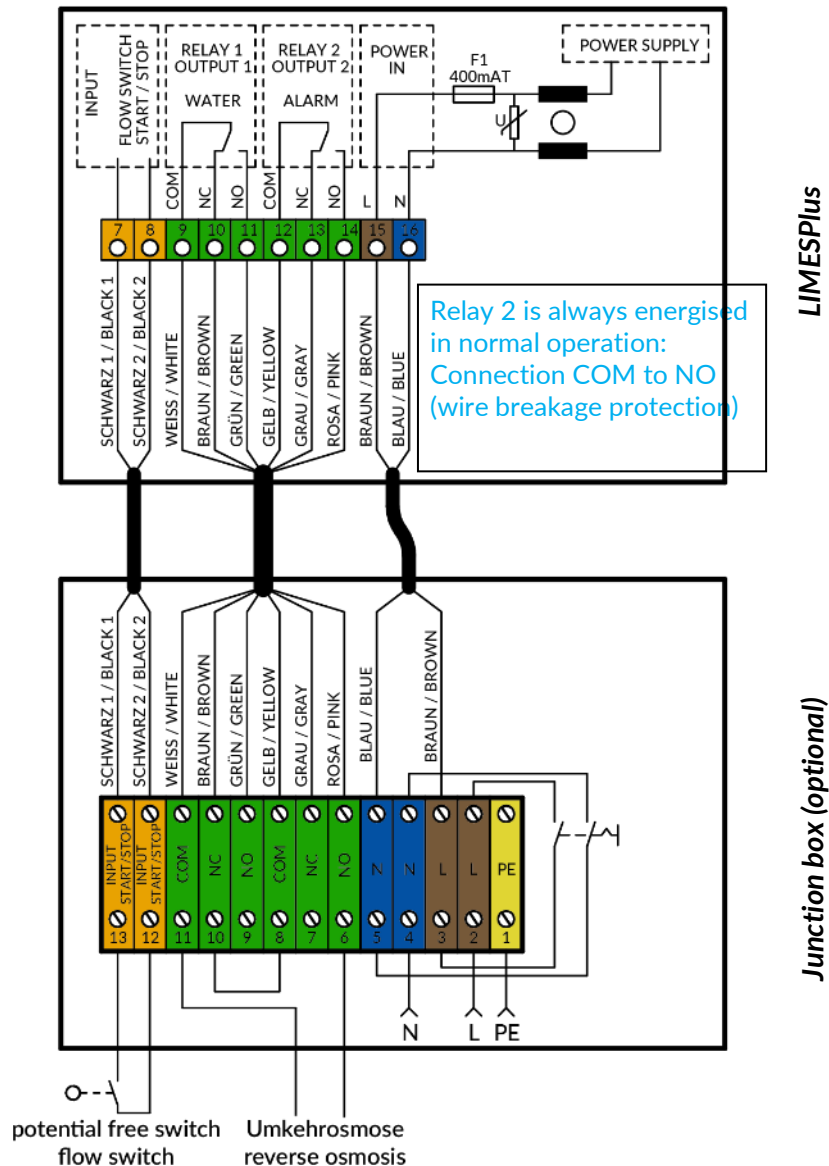 INPUT
FLOW SWITCH
START / STOP
RELAY 1
OUTPUT 1
WATER
RELAY 2
OUTPUT 2
ALARM
POWER
IN
F1
400mAT
POWER SUPPLY
U
COM
NC
NO
COM
NC
NO
L
N
7
8
9
10
11
12
13
14
15
16
SCHWARZ 1 / BLACK 1
SCHWARZ 2 / BLACK 2
WEISS / WHITE
BRAUN / BROWN
GRÜN / GREEN
GELB / YELLOW
GRAU / GRAY
ROSA / PINK
BRAUN / BROWN
BLAU / BLUE
Relay 2 is always energised
in normal operation:
Connection COM to NO
(wire breakage protection)
LIMESPlus
SCHWARZ 1 / BLACK 1
SCHWARZ 2 / BLACK 2
WEISS / WHITE
BRAUN / BROWN
GRÜN / GREEN
GELB / YELLOW
GRAU / GRAY
ROSA / PINK
BLAU / BLUE
BRAUN / BROWN
INPUT
START/STOP
INPUT
START/STOP
COM
NC
NO
COM
NC
NO
N
N
L
L
PE
13
12
11
10
9
8
7
6
5
4
3
2
1
N
L
PE
Junction box (optional)
potential free switch
flow switch
Umkehrosmose
reverse osmosis